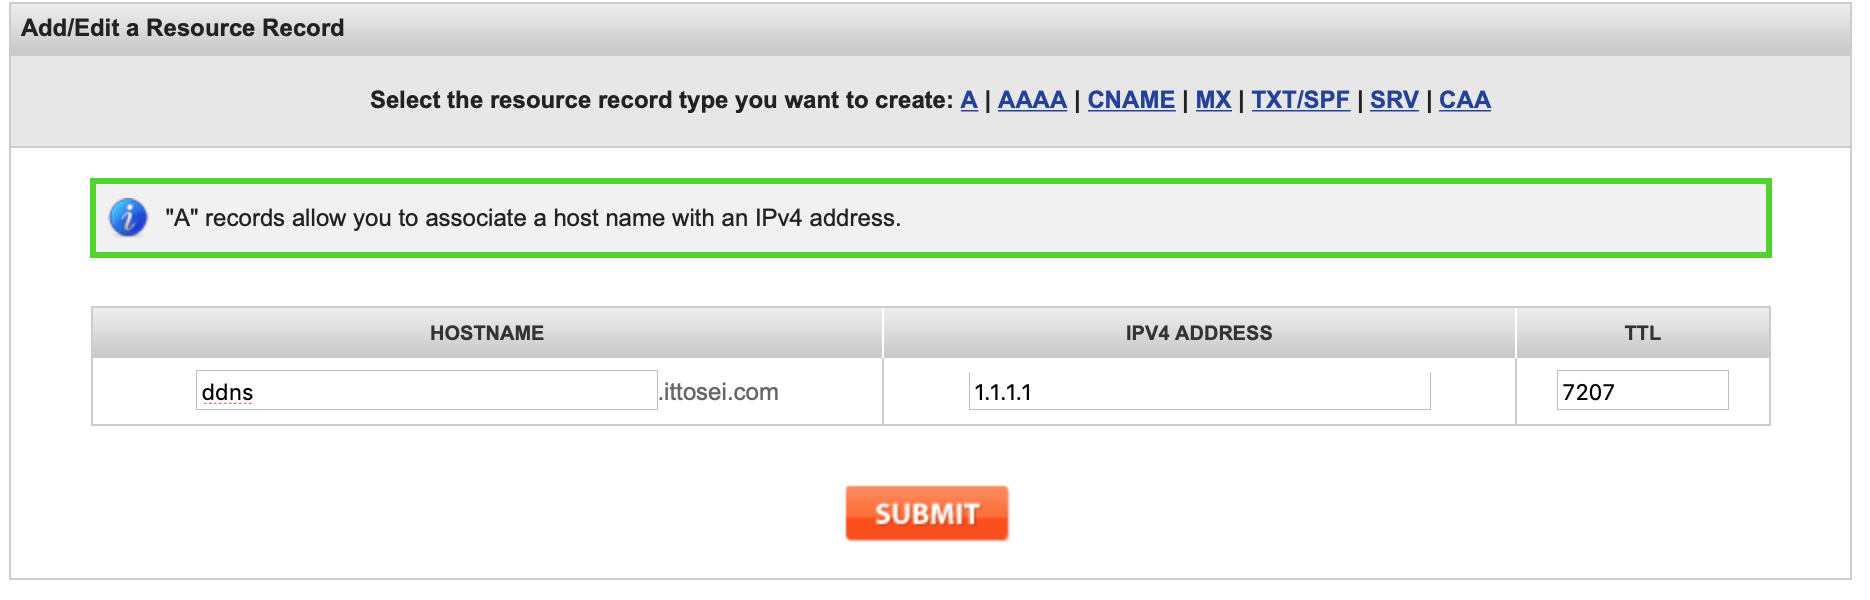 Add/Edit a Resource Record
Select the resource record type you want to create: A | AAAA | CNAME | MX | TXT/SPF | SRV | CAA
"A" records allow you to associate a host name with an IPv4 address.
HOSTNAME IPV4 ADDRESS TTL
ddns .ittosei.com 1.1.1.1 7207
SUBMIT